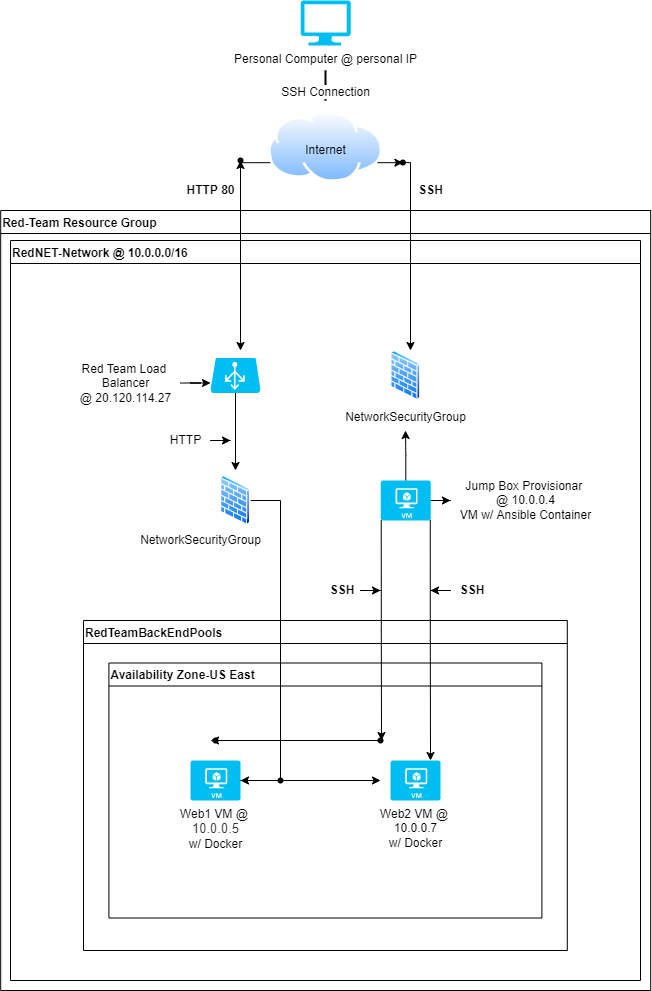 Personal Computer @ personal IP
SSH Connection
Internet
HTTP 80
SSH
Red-Team Resource Group
RedNET-Network @ 10.0.0.0/16
Red Team Load
Balancer
@ 20.120.114.27
NetworkSecurityGroup
HTTP
Jump Box Provisionar
@ 10.0.0.4
VM w/ Ansible Container
VM
NetworkSecurityGroup
SSH
SSH
RedTeamBackEndPools
Availability Zone-US East
VM
Web1 VM @
10.0.0.5
w/ Docker
VM
Web2 VM @
10.0.0.7
w/ Docker